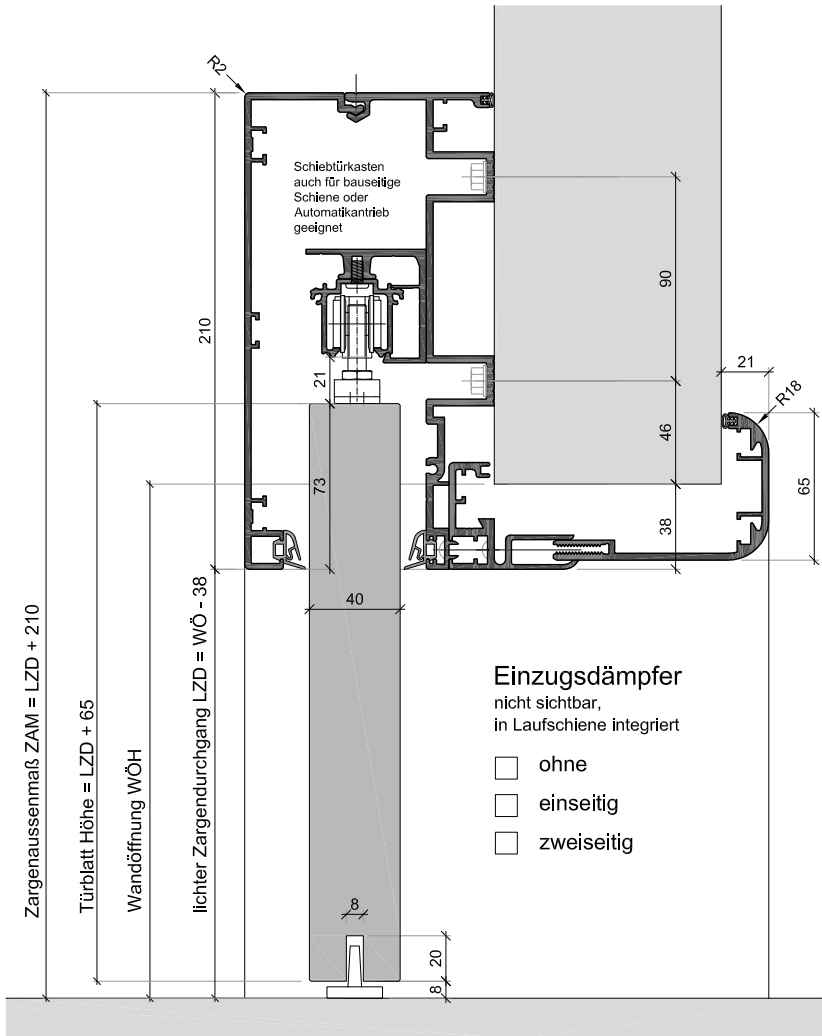 R2
Schiebtürkasten
auch für bauseitige
Schiene oder
Automatikantrieb
geeignet
90
210
21
21
R18
46
73
65
38
40
Zargenaussenmaß ZAM = LZD + 210
Türblatt Höhe = LZD + 65
Wandöffnung WÖH
lichter Zargendurchgang LZD = WÖ - 38
Einzugsdämpfer
nicht sichtbar,
in Laufschiene integriert
ohne
einseitig
zweiseitig
8
20
8